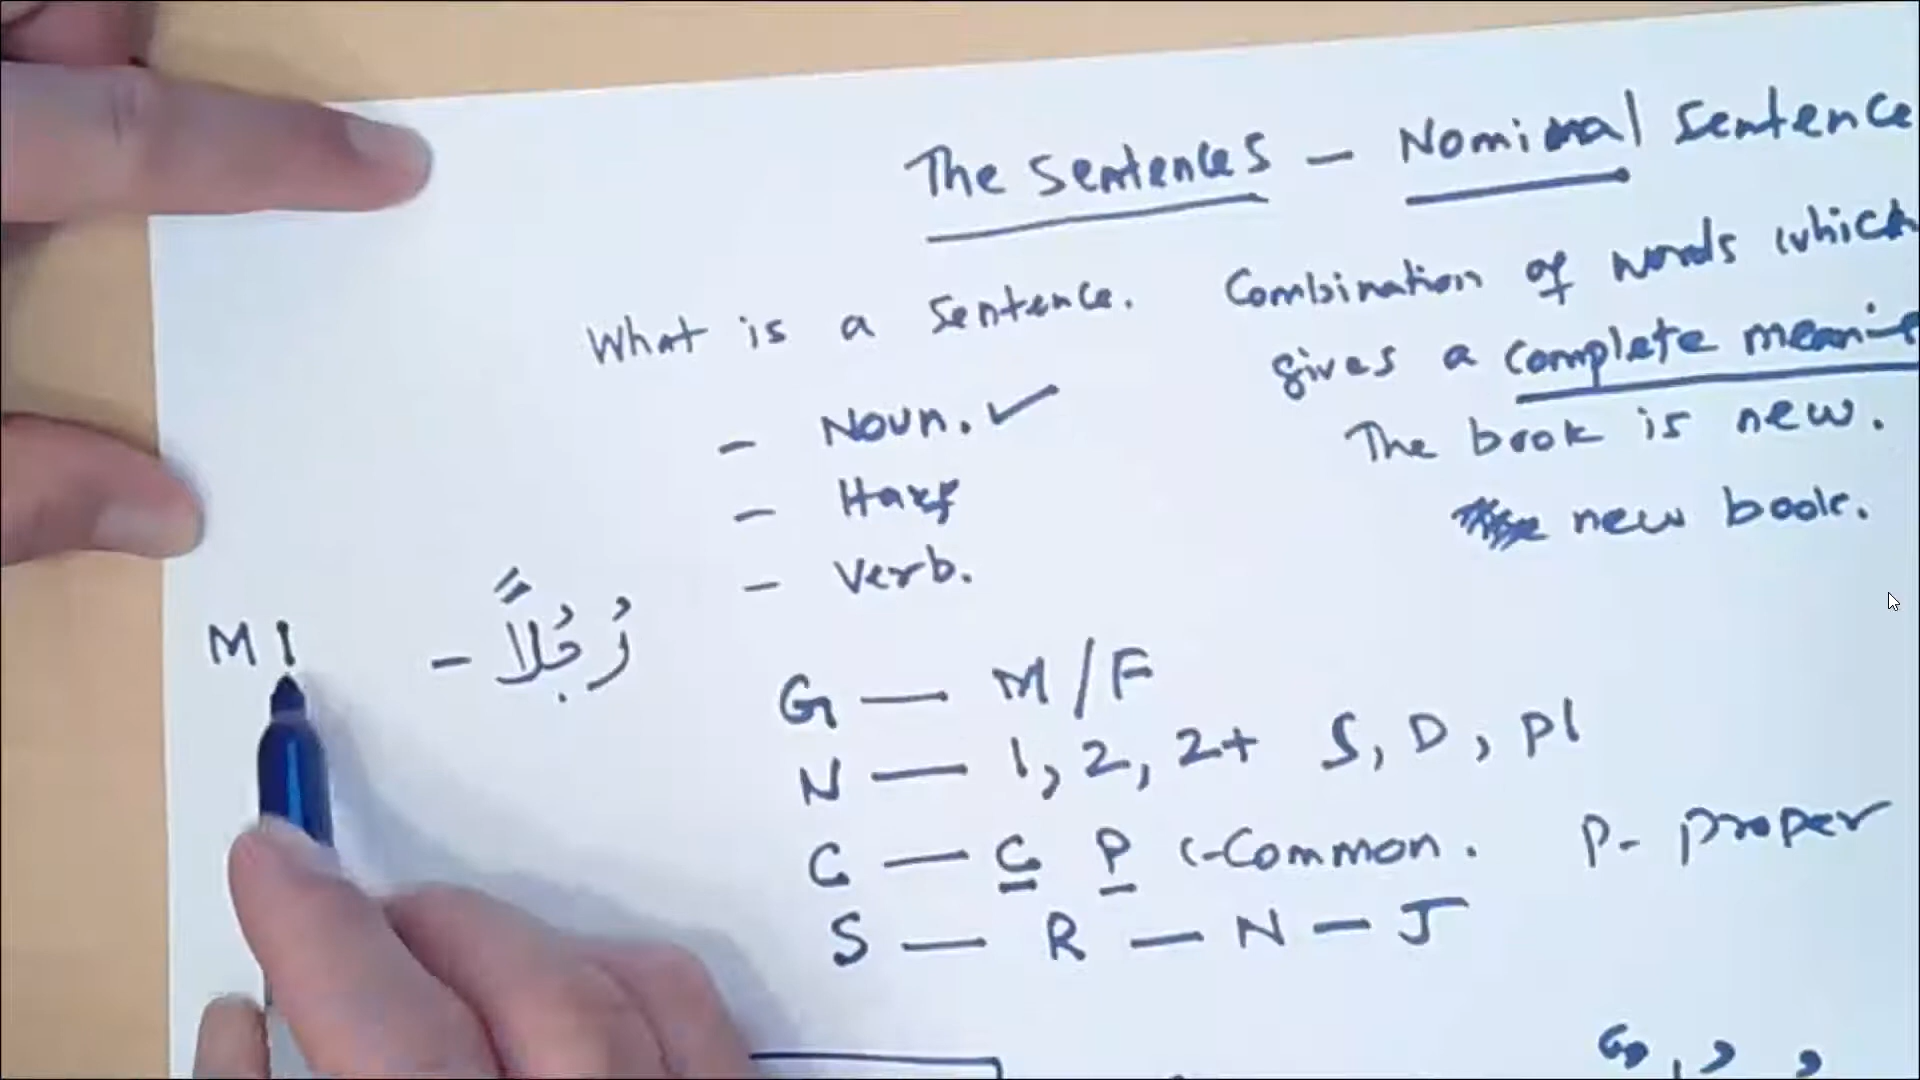 The Sentences - Nominal Sentence
What is a Sentence. Combination of words which
gives a complete
- Noun. ✓
The book is new.
- Harf
new book.
- Verb.
M 1 - رَجُلاً
G — M/F
N — 1, 2, 2+ S, D, Pl
C — C P C-Common. P- proper
S — R — N — J